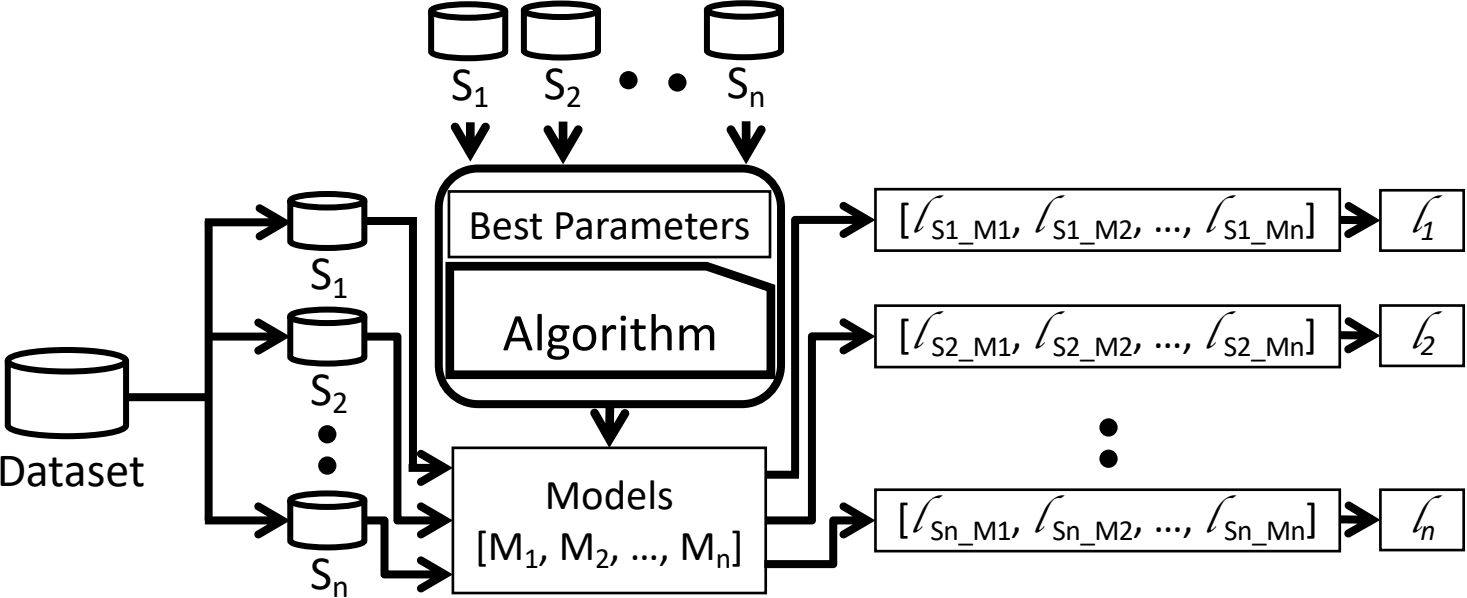 S1 S2 Sn
Best Parameters
Algorithm
Dataset
S1
S2
Sn
Models
[M1, M2, ..., Mn]
[lS1_M1, lS1_M2, ..., lS1_Mn] l1
[lS2_M1, lS2_M2, ..., lS2_Mn] l2
[lSn_M1, lSn_M2, ..., lSn_Mn] ln